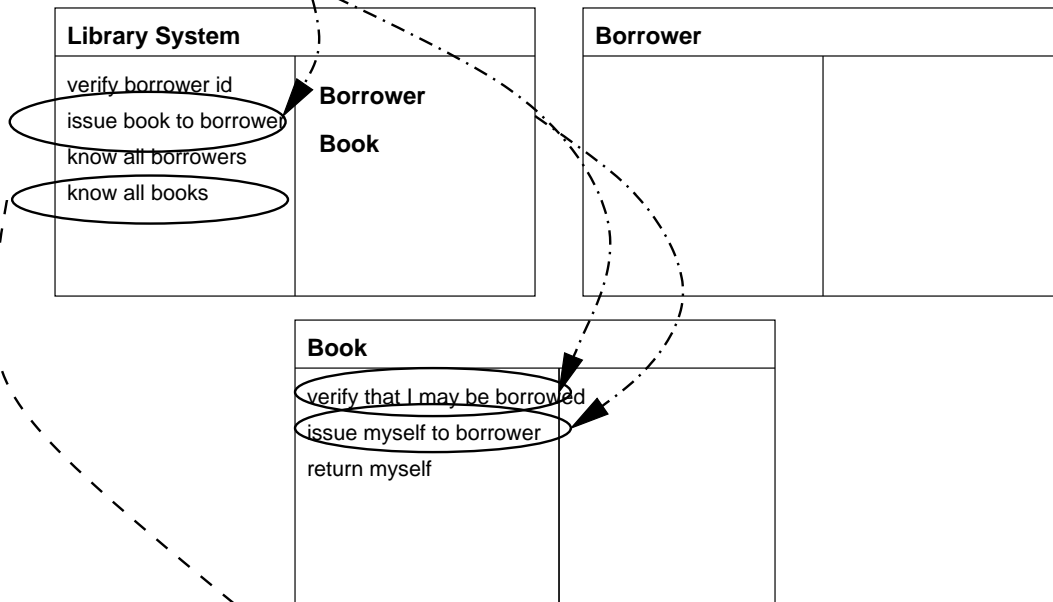 Library System
verify borrower id
issue book to borrower
know all borrowers
know all books
Borrower
Book
Borrower
Book
verify that I may be borrowed
issue myself to borrower
return myself